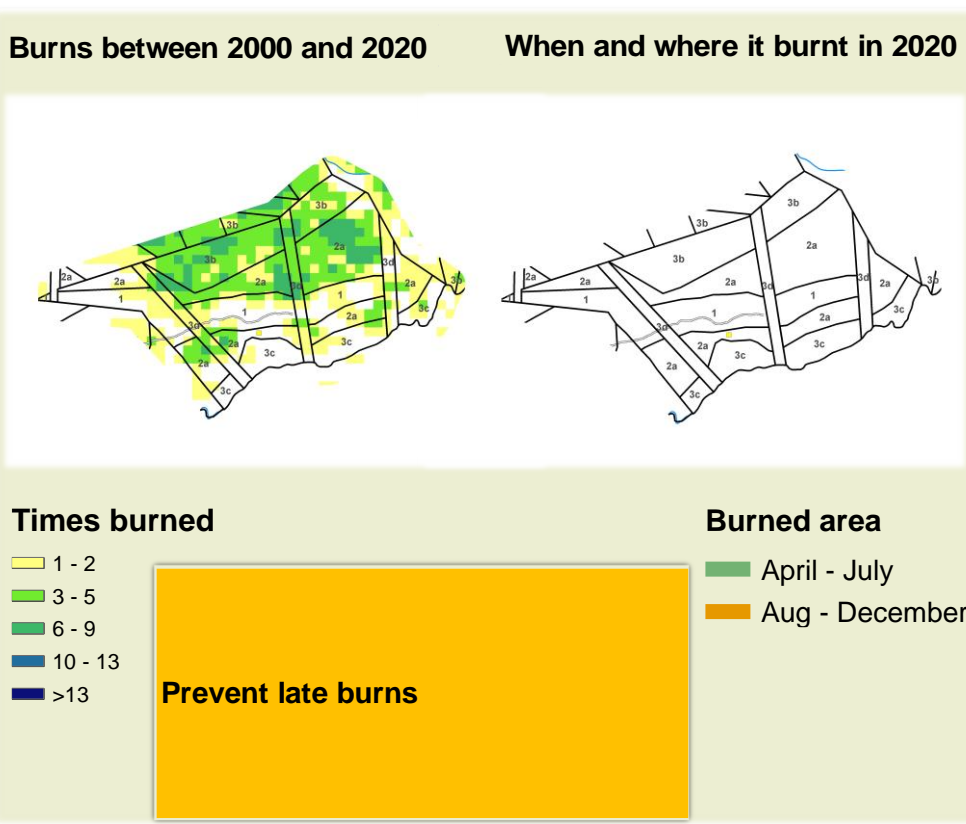 Burns between 2000 and 2020
When and where it burnt in 2020
3b
3b
3b
2a
2a
2a
2a
3d
3d
1
1
1
2a
3b
3c
3d
2a
2a
3c
3c
2a
3c
3b
3b
3b
2a
2a
2a
2a
3d
3d
1
1
1
2a
3b
3c
3d
2a
2a
3c
3c
2a
3c
Times burned
1 - 2
3 - 5
6 - 9
10 - 13
>13
Prevent late burns
Burned area
April - July
Aug - December